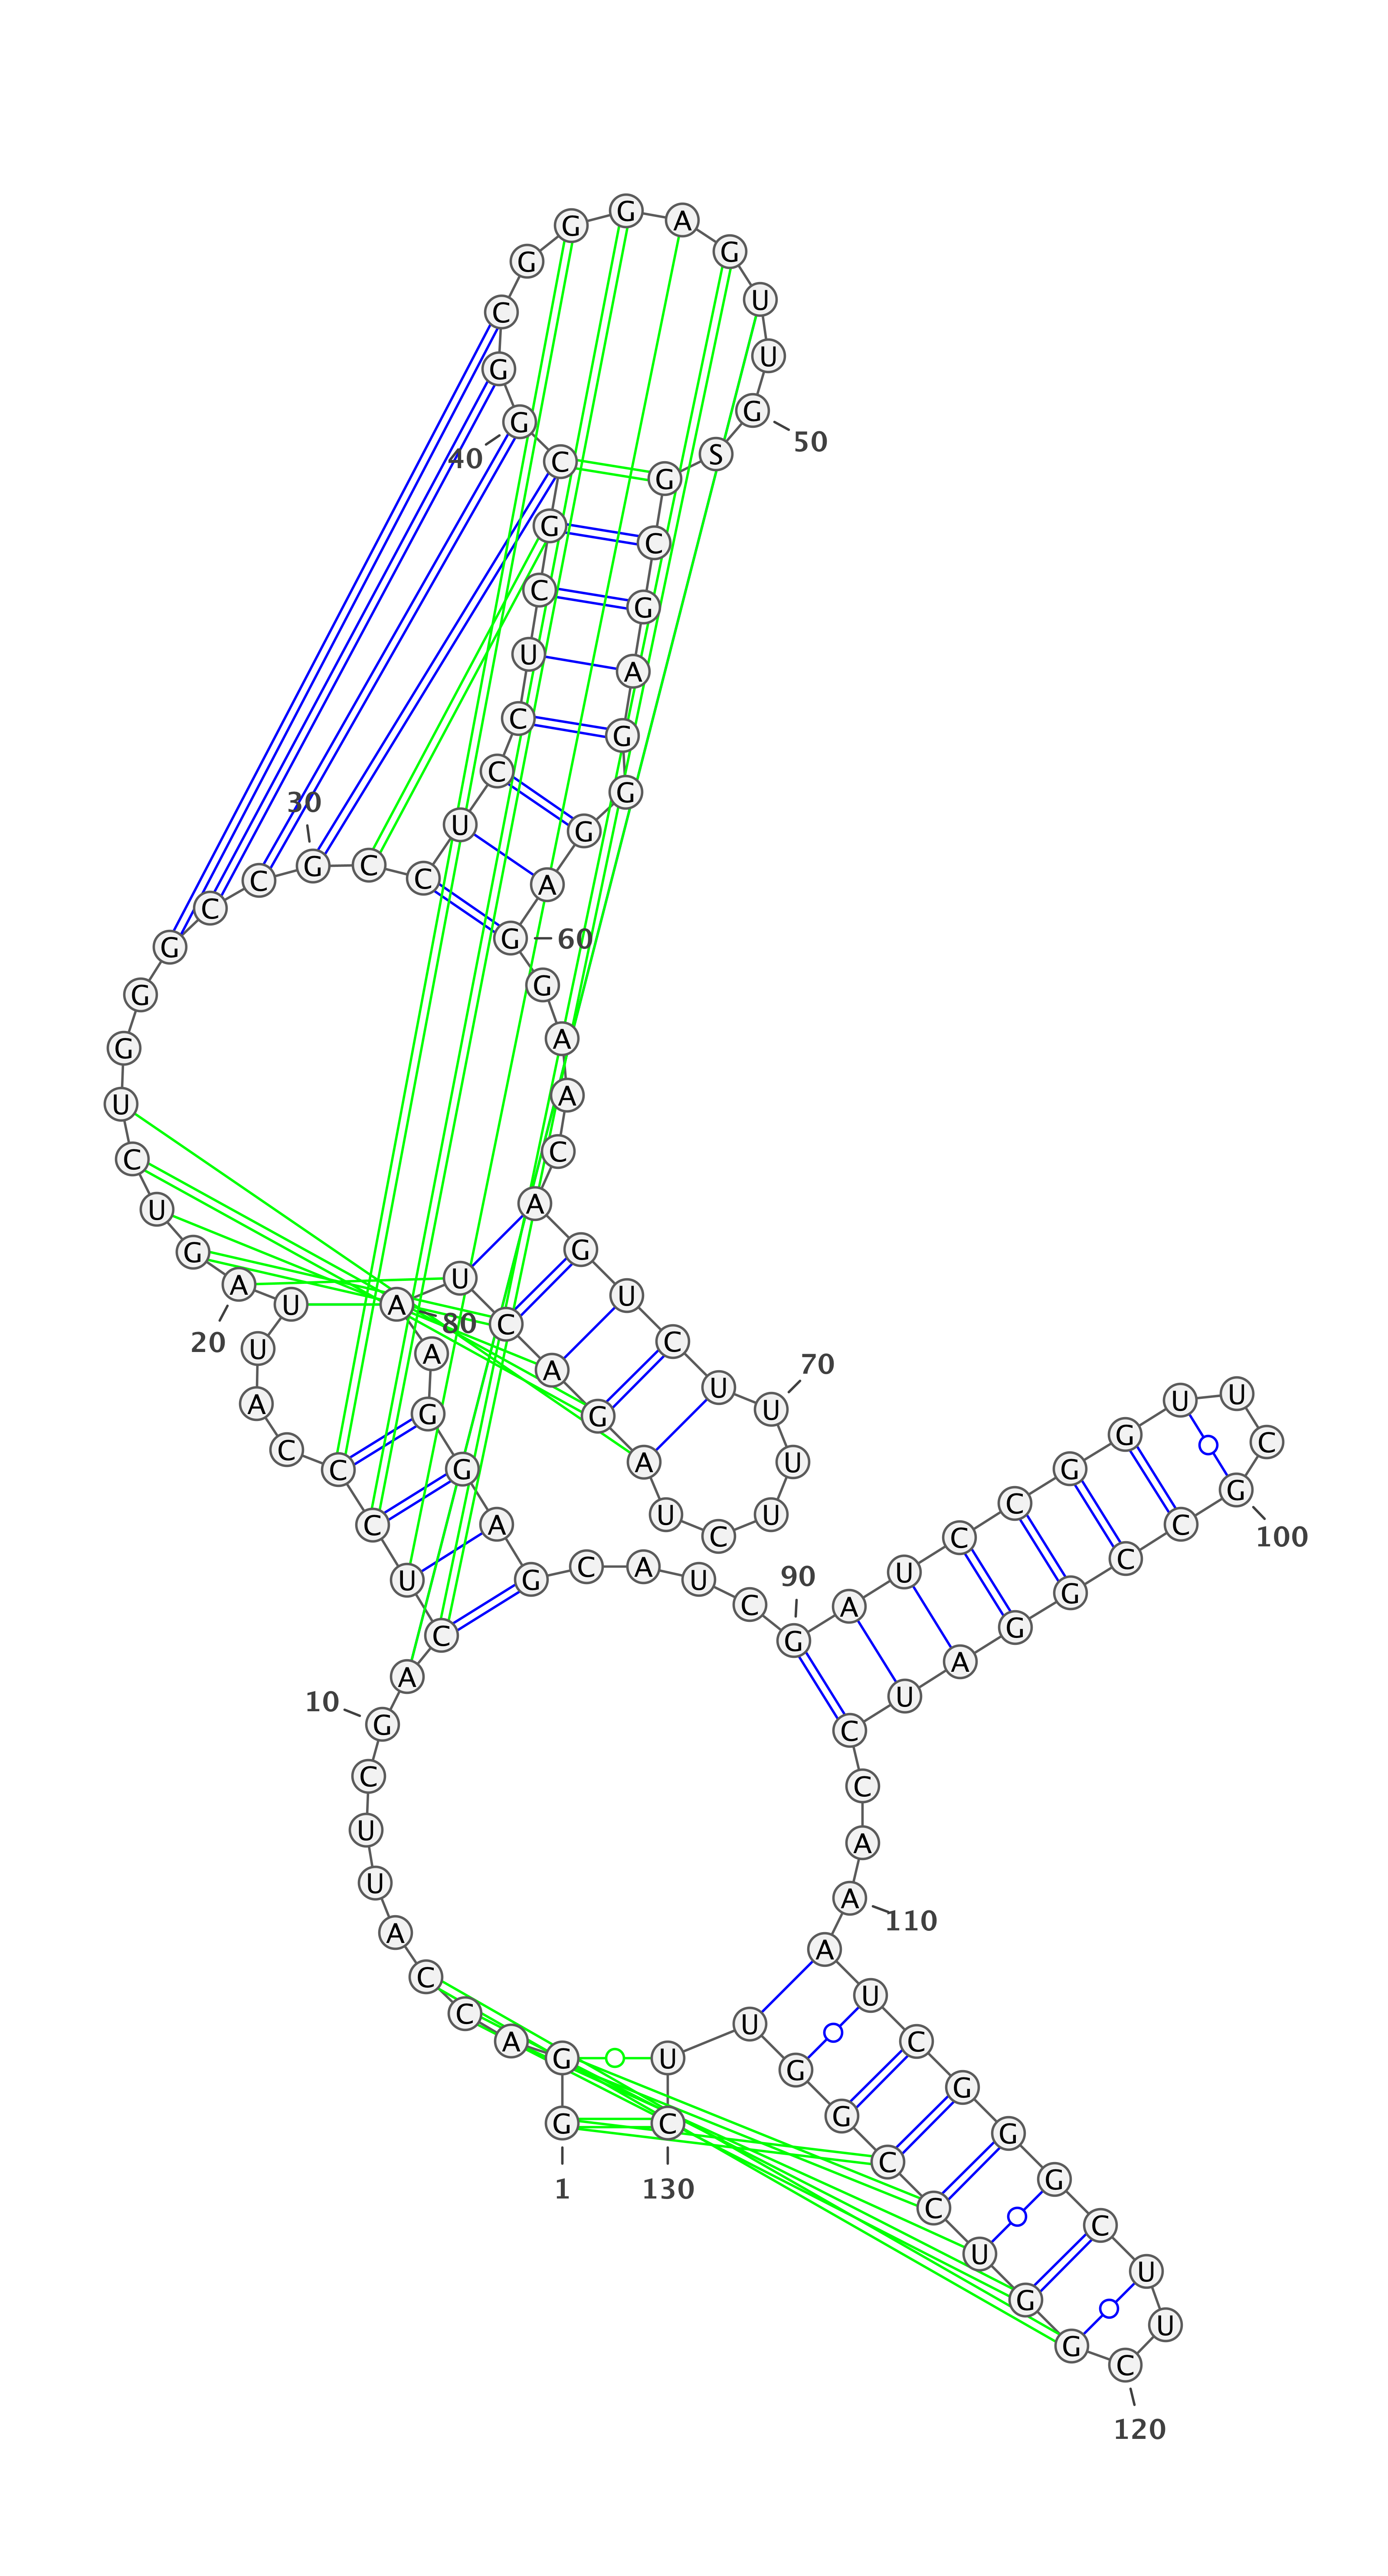 1
G G A C C A U U C G
10
A C U C C C A U U A
20
G U C U G G G C C G
30
C C U C C U C G C G
40
G C G G G A G U U G
50
S G C G A G G G A G
60
G A A C A G U C U U
70
U U C U A G A C U A
80
A G G A G C A U C G
90
A U C C G G U U C G
100
C C G G A U C C A A
110
A U C G G G C U U C
120
G G U C C G G U U C
130